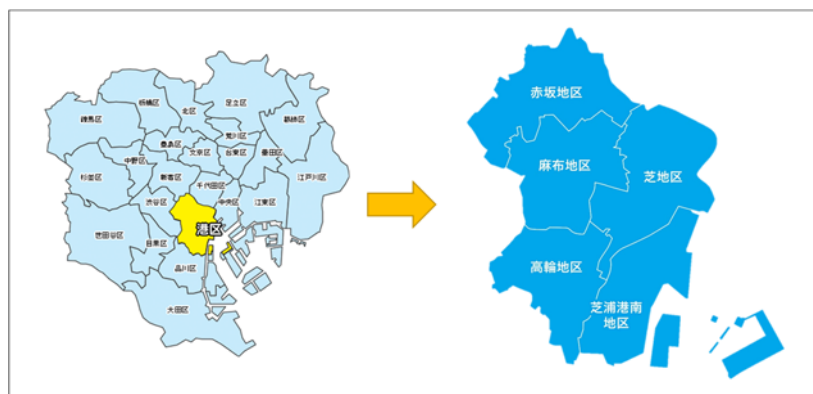 足立区
板橋区
北区
葛飾区
練馬区
荒川区
豊島区
文京区
台東区
墨田区
中野区
杉並区
新宿区
千代田区
江戸川区
渋谷区
中央区
江東区
港区
世田谷区
目黒区
品川区
大田区
赤坂地区
麻布地区
芝地区
高輪地区
芝浦港南
地区